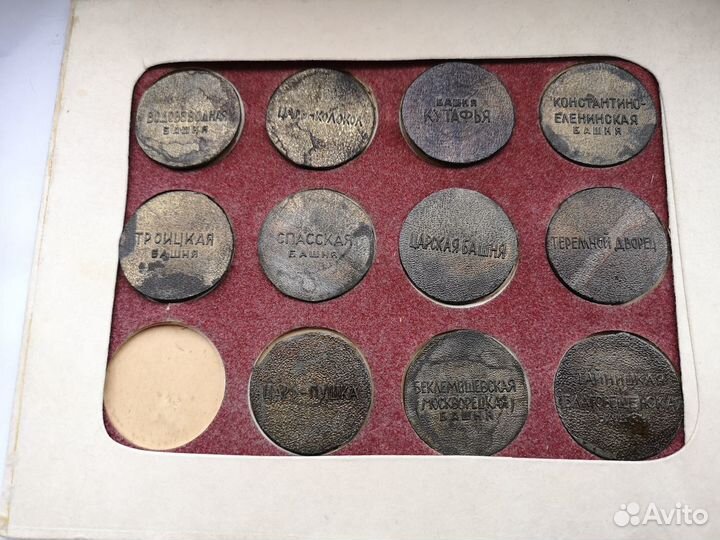 ВОДОВЗВОДНАЯ
БАШНЯ
ЦАРЬ-КОЛОКОЛ
БАШНЯ
КУТАФЬЯ
КОНСТАНТИНО-
ЕЛЕНИНСКАЯ
БАШНЯ
ТРОИЦКАЯ
БАШНЯ
СПАССКАЯ
БАШНЯ
ЦАРСКАЯ БАШНЯ
ТЕРЕМНОЙ ДВОРЕЦ
ЦАРЬ-ПУШКА
БЕКЛЕМИШЕВСКАЯ
(МОСКВОРЕЦКАЯ)
БАШНЯ
Avito